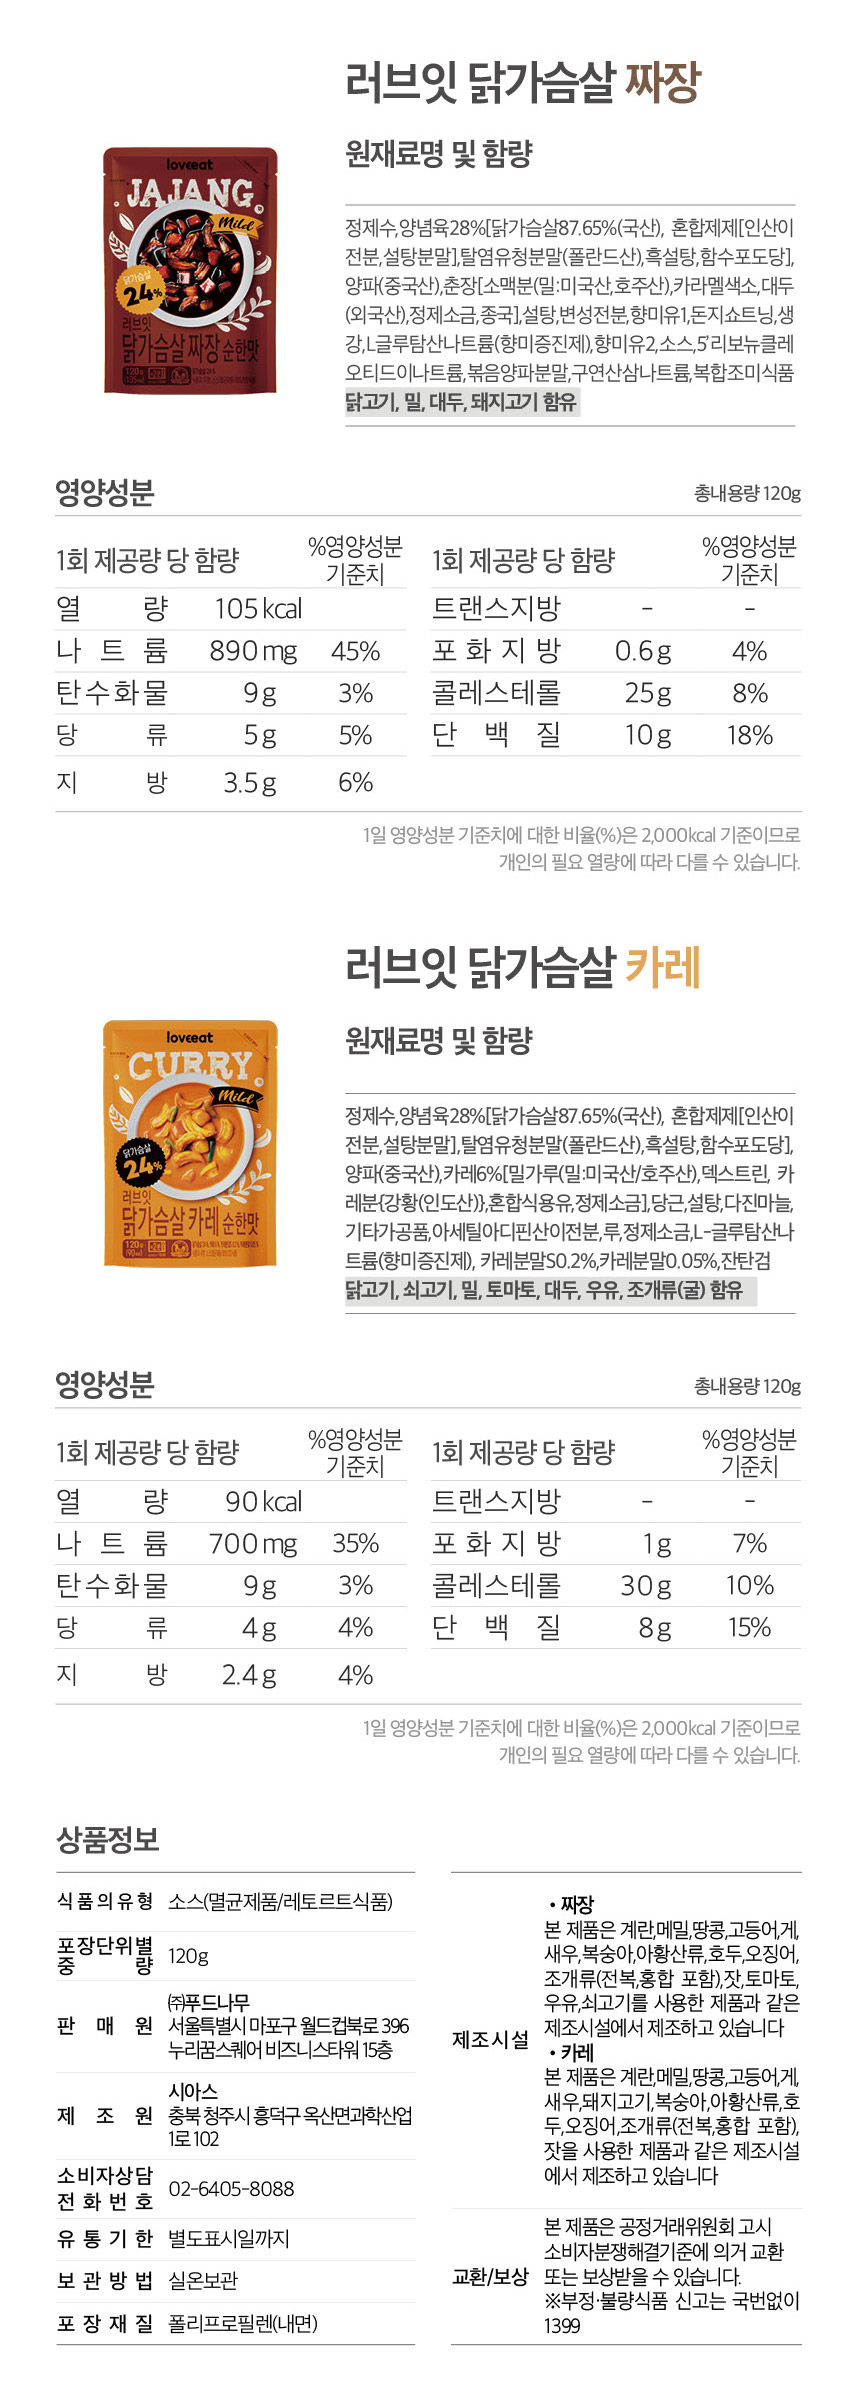 러브잇 닭가슴살 짜장
원재료명 및 함량
loveeat
JAJANG
Mild
닭가슴살
24%
러브잇
닭가슴살 짜장 순한맛
120g
(105kcal)
정제수,양념육28%[닭가슴살87.65%(국산), 혼합제제[인산이
전분,설탕분말],탈염유청분말(폴란드산),흑설탕,함수포도당],
양파(중국산),춘장[소맥분(밀:미국산,호주산),카라멜색소,대두
(외국산),정제소금,종국],설탕,변성전분,향미유1,돈지쇼트닝,생
강,L글루탐산나트륨(향미증진제),향미유2,소스,5'리보뉴클레
오티드이나트륨,볶음양파분말,구연산삼나트륨,복합조미식품
닭고기, 밀, 대두, 돼지고기 함유
영양성분 총내용량 120g
1회 제공량 당 함량 %영양성분 기준치 1회 제공량 당 함량 %영양성분 기준치
열 량 105 kcal 트랜스지방 - -
나 트 륨 890 mg 45% 포 화 지 방 0.6 g 4%
탄수화물 9 g 3% 콜레스테롤 25 g 8%
당 류 5 g 5% 단 백 질 10 g 18%
지 방 3.5 g 6%
1일 영양성분 기준치에 대한 비율(%)은 2,000kcal 기준이므로
개인의 필요 열량에 따라 다를 수 있습니다.
러브잇 닭가슴살 카레
원재료명 및 함량
loveeat
CURRY
Mild
닭가슴살
24%
러브잇
닭가슴살 카레 순한맛
120g
(90kcal)
정제수,양념육28%[닭가슴살87.65%(국산), 혼합제제[인산이
전분,설탕분말],탈염유청분말(폴란드산),흑설탕,함수포도당],
양파(중국산),카레6%[밀가루(밀:미국산/호주산),덱스트린, 카
레분{강황(인도산)},혼합식용유,정제소금],당근,설탕,다진마늘,
기타가공품,아세틸아디핀산이전분,루,정제소금,L-글루탐산나
트륨(향미증진제), 카레분말S0.2%,카레분말0.05%,잔탄검
닭고기, 쇠고기, 밀, 토마토, 대두, 우유, 조개류(굴) 함유
영양성분 총내용량 120g
1회 제공량 당 함량 %영양성분 기준치 1회 제공량 당 함량 %영양성분 기준치
열 량 90 kcal 트랜스지방 - -
나 트 륨 700 mg 35% 포 화 지 방 1 g 7%
탄수화물 9 g 3% 콜레스테롤 30 g 10%
당 류 4 g 4% 단 백 질 8 g 15%
지 방 2.4 g 4%
1일 영양성분 기준치에 대한 비율(%)은 2,000kcal 기준이므로
개인의 필요 열량에 따라 다를 수 있습니다.
상품정보
식품의유형 소스(멸균제품/레토르트식품)
포장단위별
중 량 120g
판 매 원 ㈜푸드나무
서울특별시 마포구 월드컵북로 396
누리꿈스퀘어 비즈니스타워 15층
제 조 원 시아스
충북 청주시 흥덕구 옥산면과학산업
1로 102
소비자상담
전 화 번 호 02-6405-8088
유 통 기 한 별도표시일까지
보 관 방 법 실온보관
포 장 재 질 폴리프로필렌(내면)
제조시설
• 짜장
본 제품은 계란,메밀,땅콩,고등어,게,
새우,복숭아,아황산류,호두,오징어,
조개류(전복,홍합 포함),잣,토마토,
우유,쇠고기를 사용한 제품과 같은
제조시설에서 제조하고 있습니다
• 카레
본 제품은 계란,메밀,땅콩,고등어,게,
새우,돼지고기,복숭아,아황산류,호
두,오징어,조개류(전복,홍합 포함),
잣을 사용한 제품과 같은 제조시설
에서 제조하고 있습니다
교환/보상
본 제품은 공정거래위원회 고시
소비자분쟁해결기준에 의거 교환
또는 보상받을 수 있습니다.
※부정·불량식품 신고는 국번없이
1399